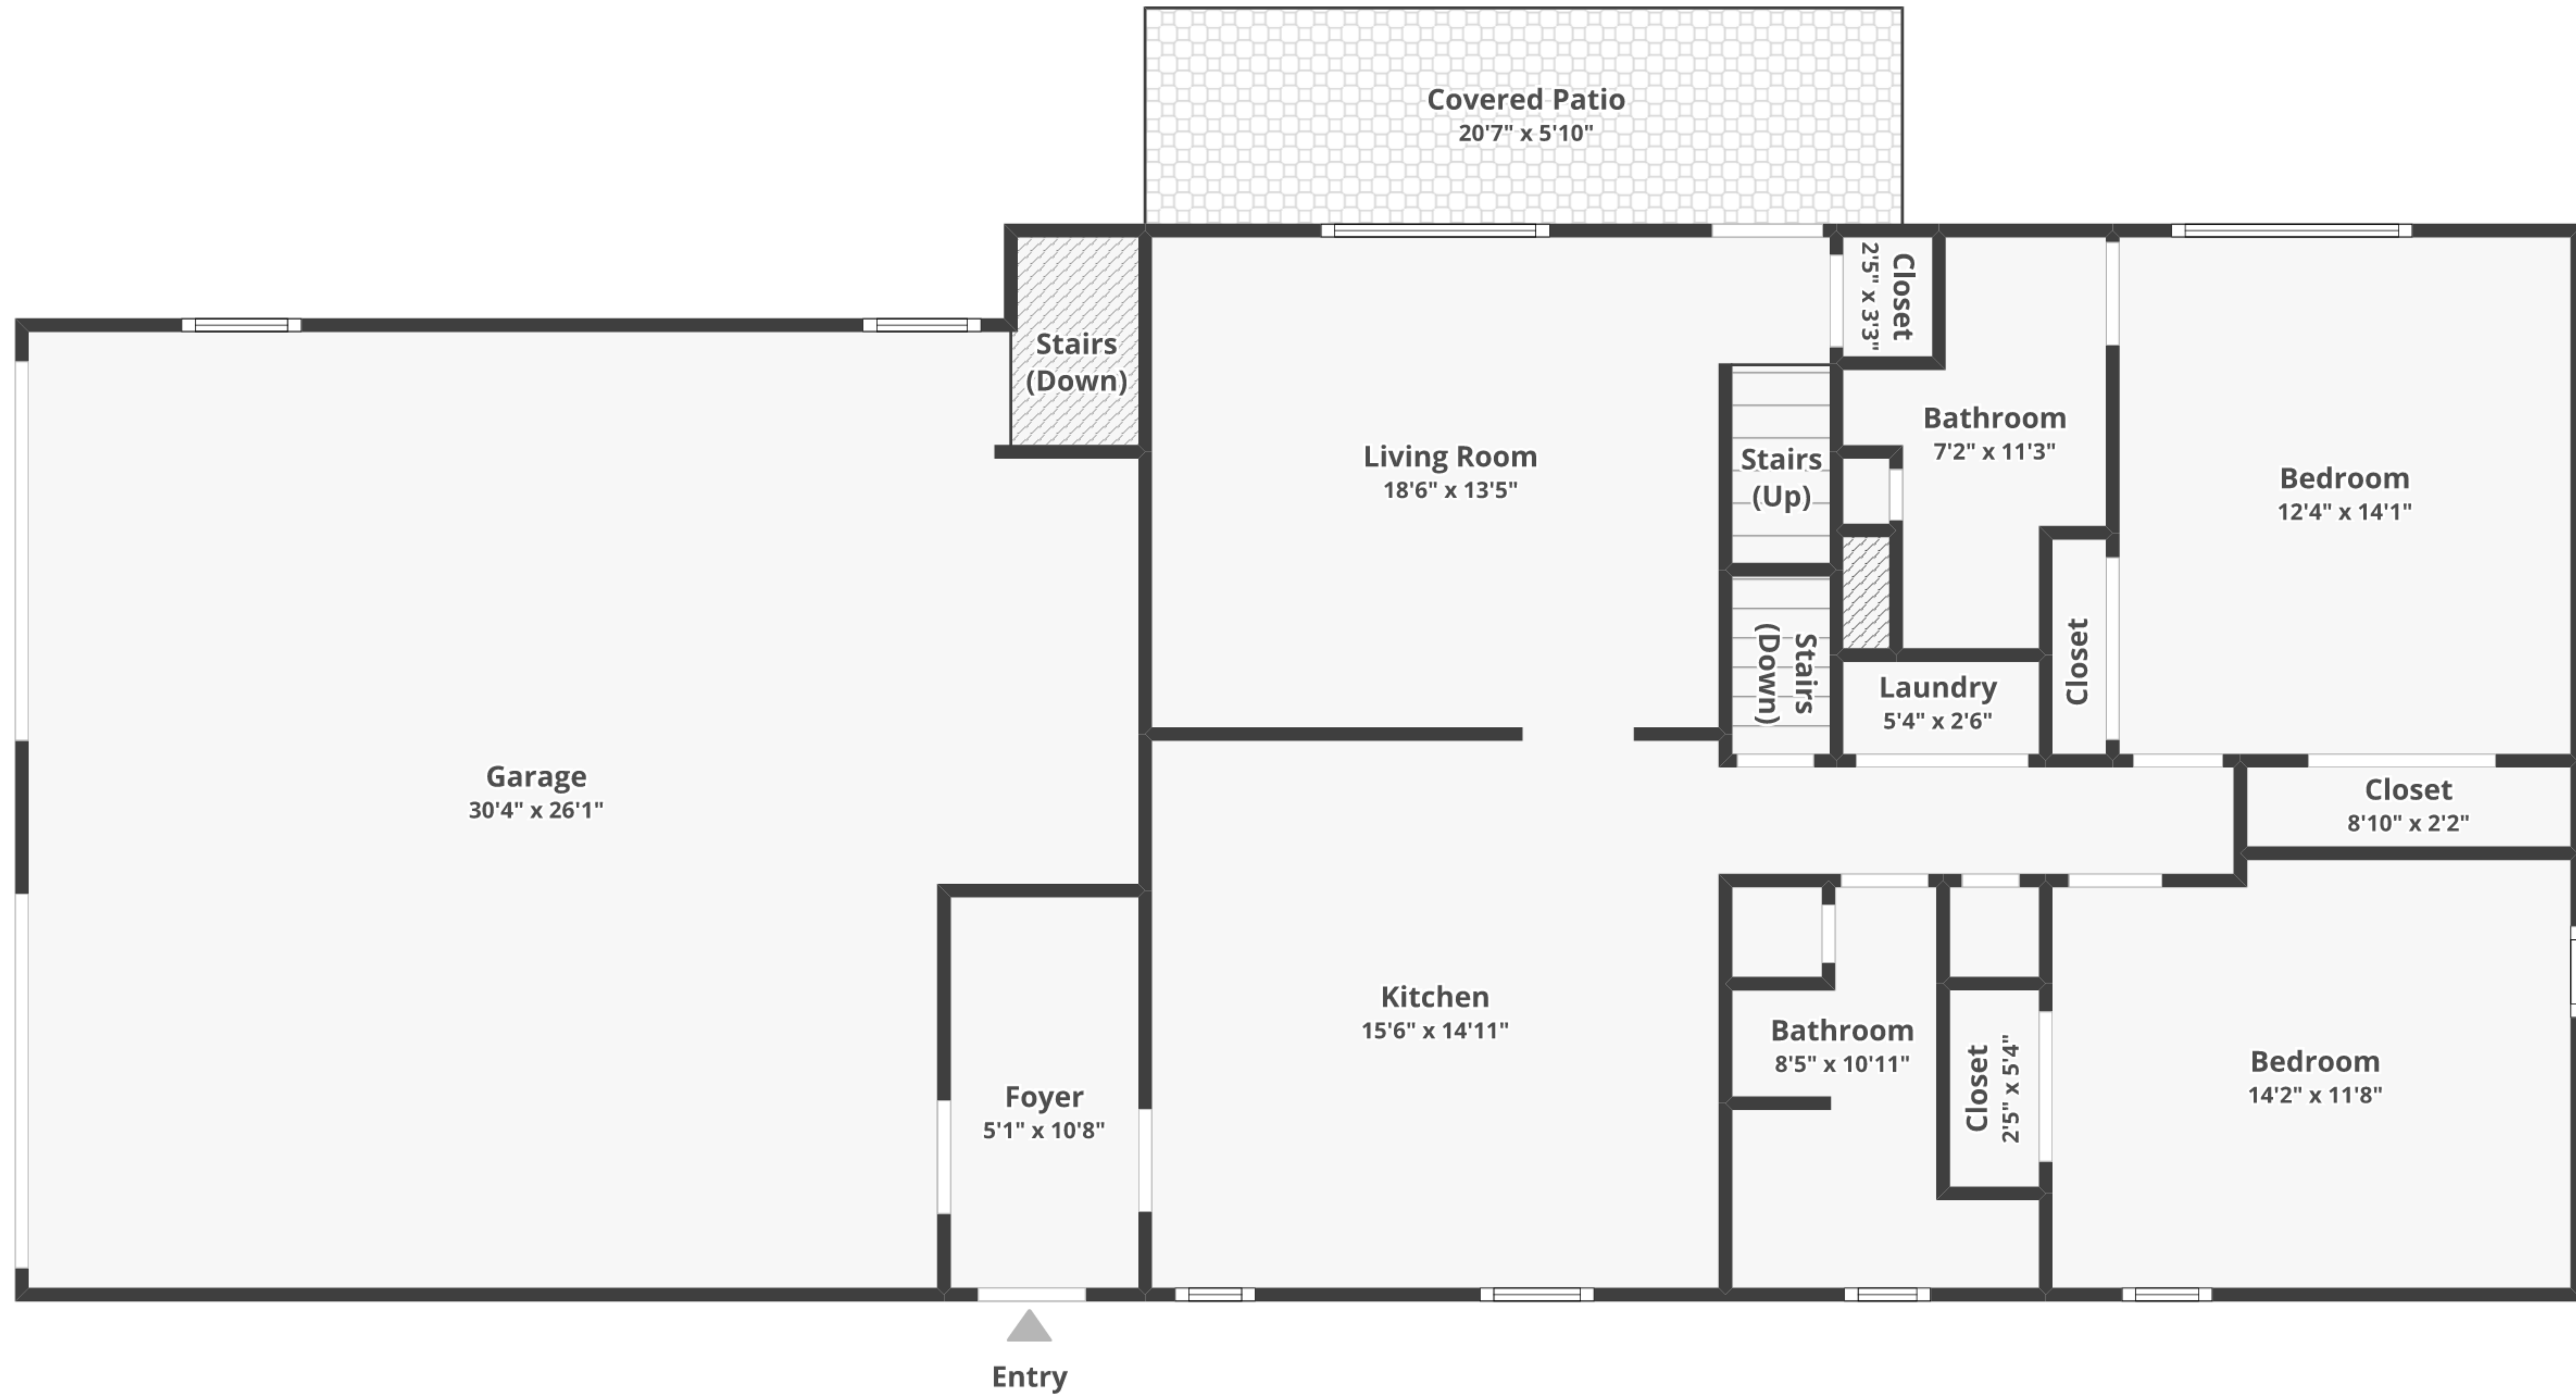 Covered Patio
20'7" x 5'10"
Closet
2'5" x 3'3"
Stairs
(Down)
Bathroom
7'2" x 11'3"
Living Room
18'6" x 13'5"
Stairs
(Up)
Bedroom
12'4" x 14'1"
Stairs
(Down)
Closet
Laundry
5'4" x 2'6"
Garage
30'4" x 26'1"
Closet
8'10" x 2'2"
Kitchen
15'6" x 14'11"
Bathroom
8'5" x 10'11"
Closet
2'5" x 5'4"
Bedroom
14'2" x 11'8"
Foyer
5'1" x 10'8"
Entry